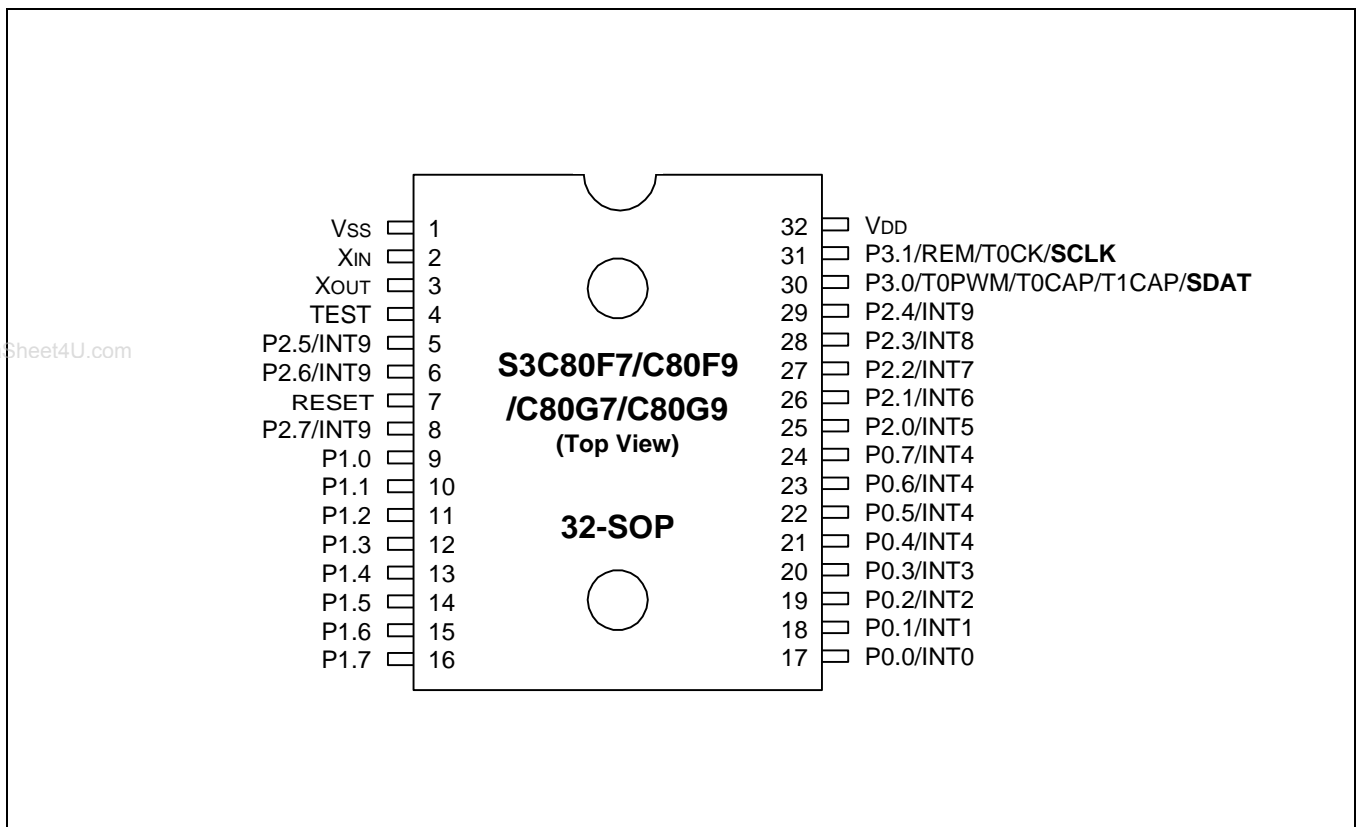 Vss 1
XIN 2
XOUT 3
TEST 4
P2.5/INT9 5
P2.6/INT9 6
RESET 7
P2.7/INT9 8
P1.0 9
P1.1 10
P1.2 11
P1.3 12
P1.4 13
P1.5 14
P1.6 15
P1.7 16
Sheet4U.com
S3C80F7/C80F9
/C80G7/C80G9
(Top View)
32-SOP
32 VDD
31 P3.1/REM/T0CK/SCLK
30 P3.0/T0PWM/T0CAP/T1CAP/SDAT
29 P2.4/INT9
28 P2.3/INT8
27 P2.2/INT7
26 P2.1/INT6
25 P2.0/INT5
24 P0.7/INT4
23 P0.6/INT4
22 P0.5/INT4
21 P0.4/INT4
20 P0.3/INT3
19 P0.2/INT2
18 P0.1/INT1
17 P0.0/INT0